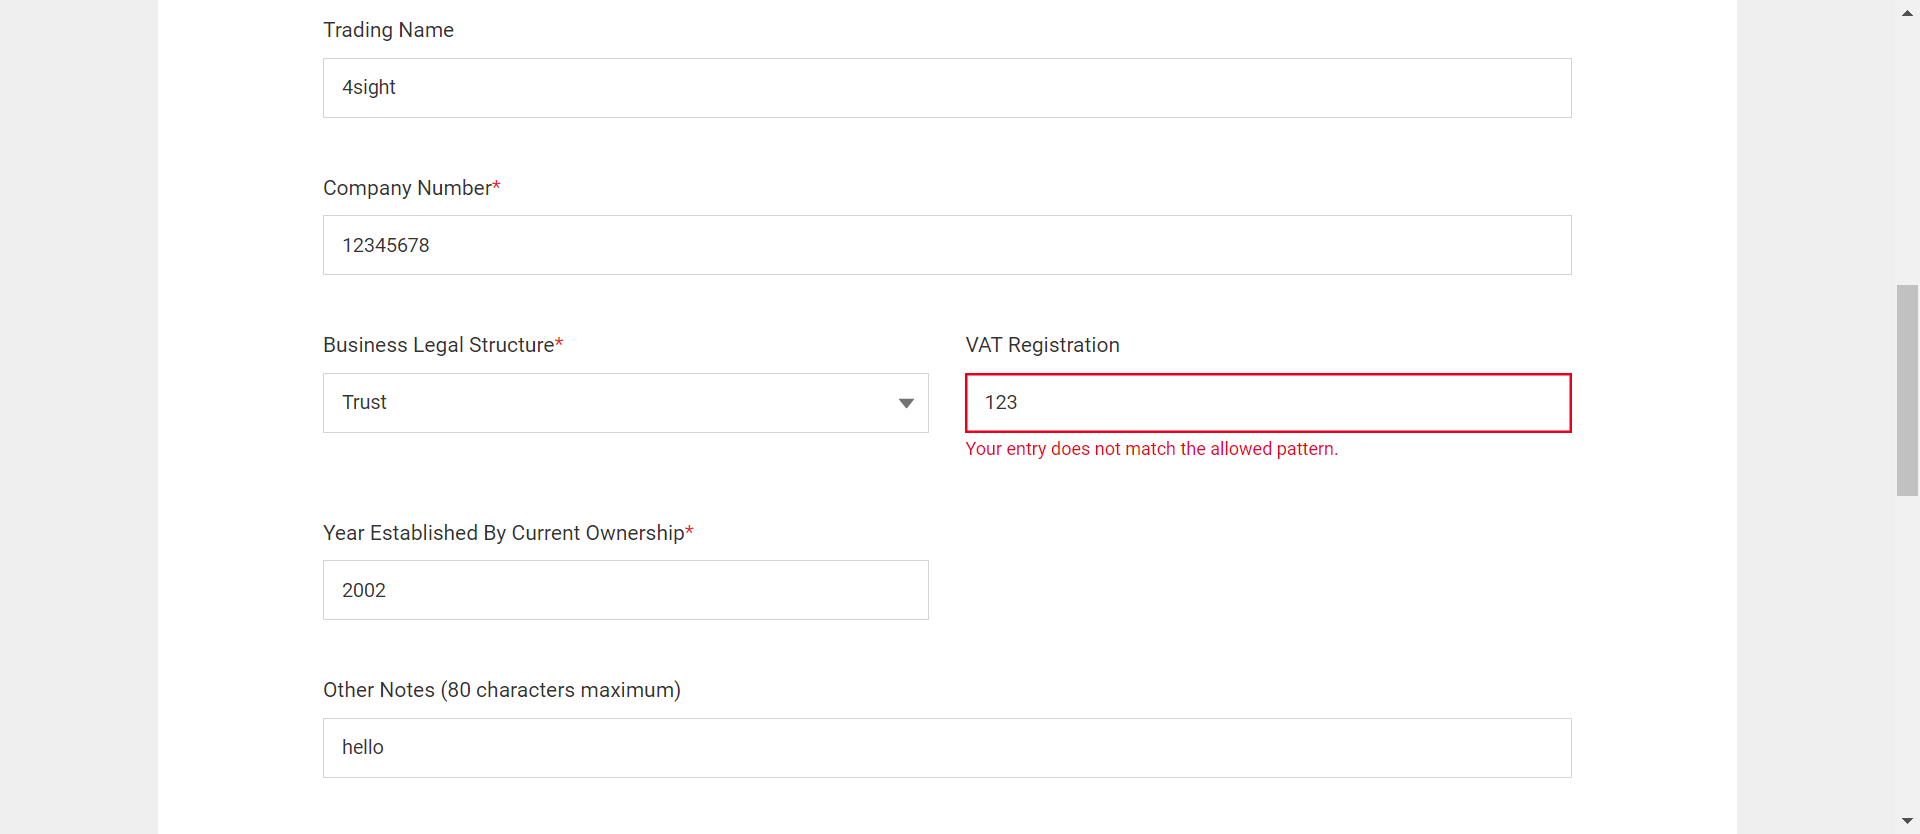 Trading Name
4sight
Company Number*
12345678
Business Legal Structure*
Trust
VAT Registration
123
Your entry does not match the allowed pattern.
Year Established By Current Ownership*
2002
Other Notes (80 characters maximum)
hello